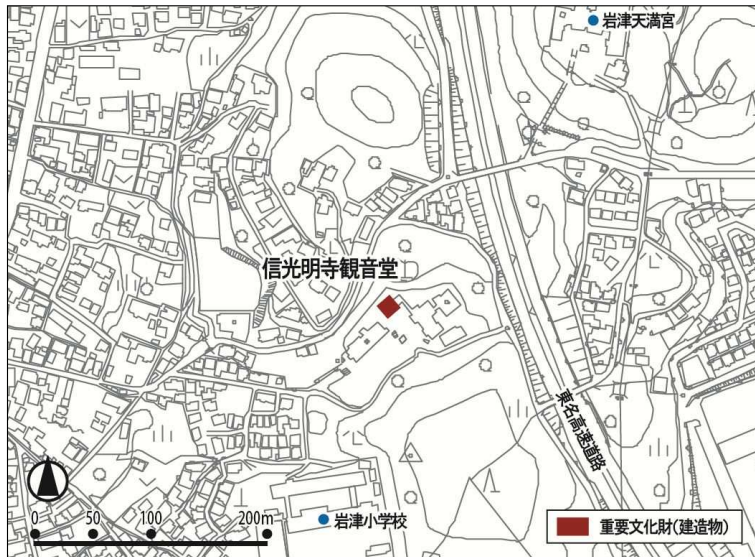 岩津天満宮
信光明寺観音堂
東名高速道路
0 50 100 200m
岩津小学校
重要文化財(建造物)